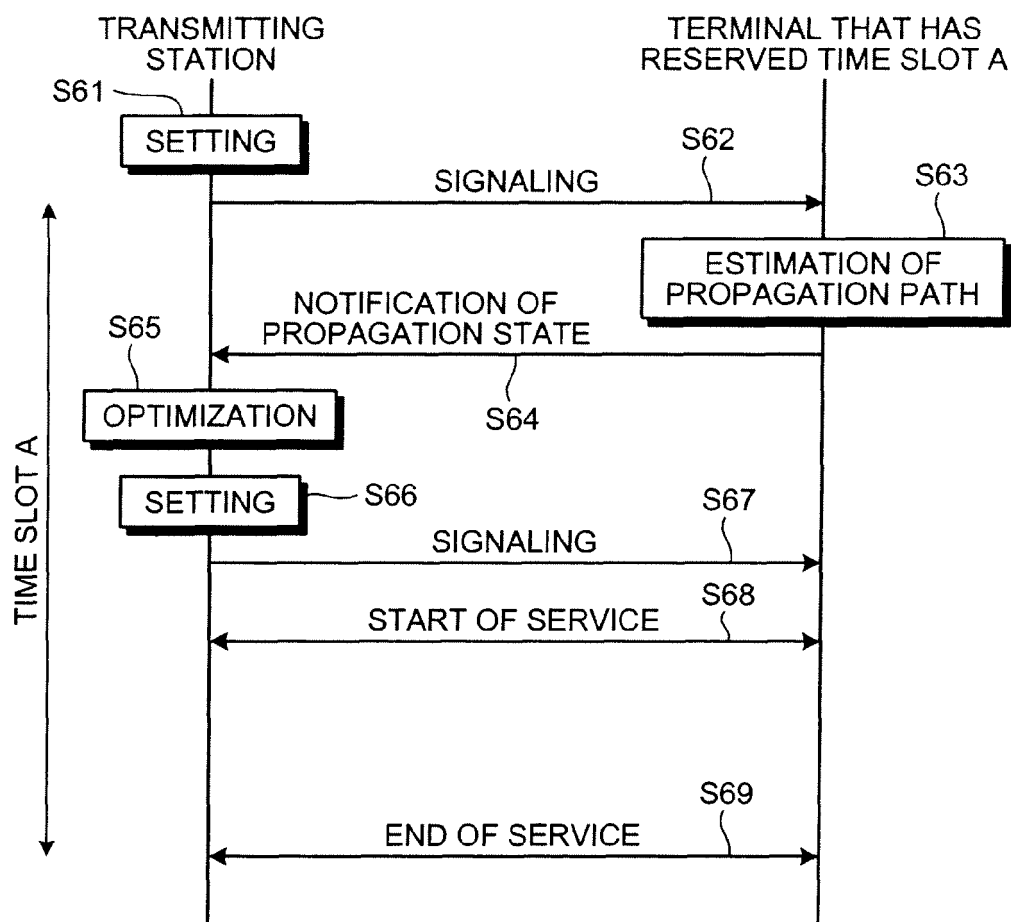 TRANSMITTING
STATION
TERMINAL THAT HAS
RESERVED TIME SLOT A
S61
SETTING
S62
SIGNALING
S63
ESTIMATION OF
PROPAGATION PATH
NOTIFICATION OF
PROPAGATION STATE
S65
S64
OPTIMIZATION
TIME SLOT A
SETTING
S66
S67
SIGNALING
S68
START OF SERVICE
S69
END OF SERVICE